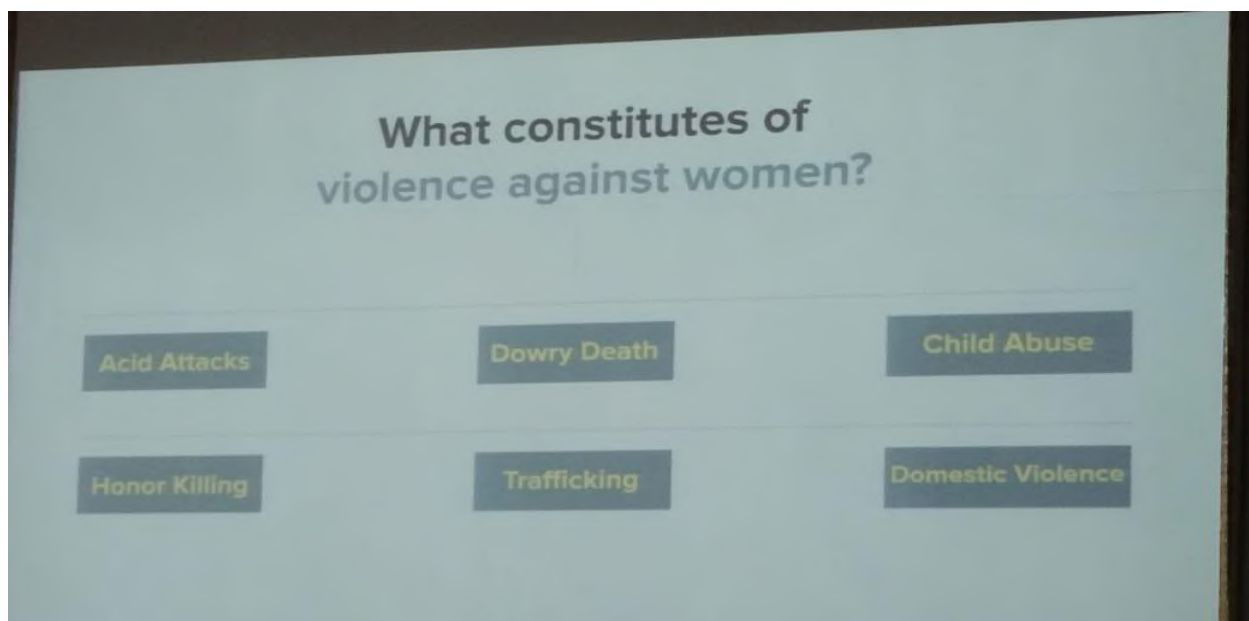 What constitutes of
violence against women?
Acid Attacks
Dowry Death
Child Abuse
Honor Killing
Trafficking
Domestic Violence